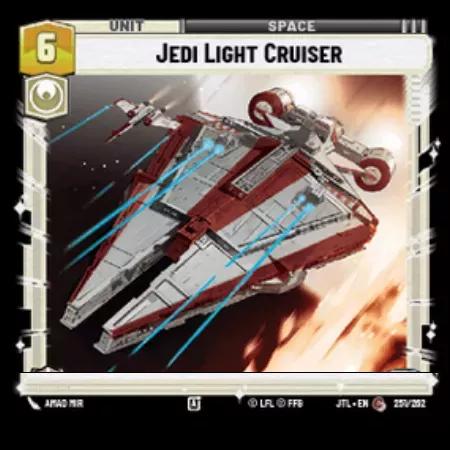 UNIT
SPACE
6
JEDI LIGHT CRUISER
AMAD MIR
A
© LFL ℗ FFG
JTL • EN
251/262